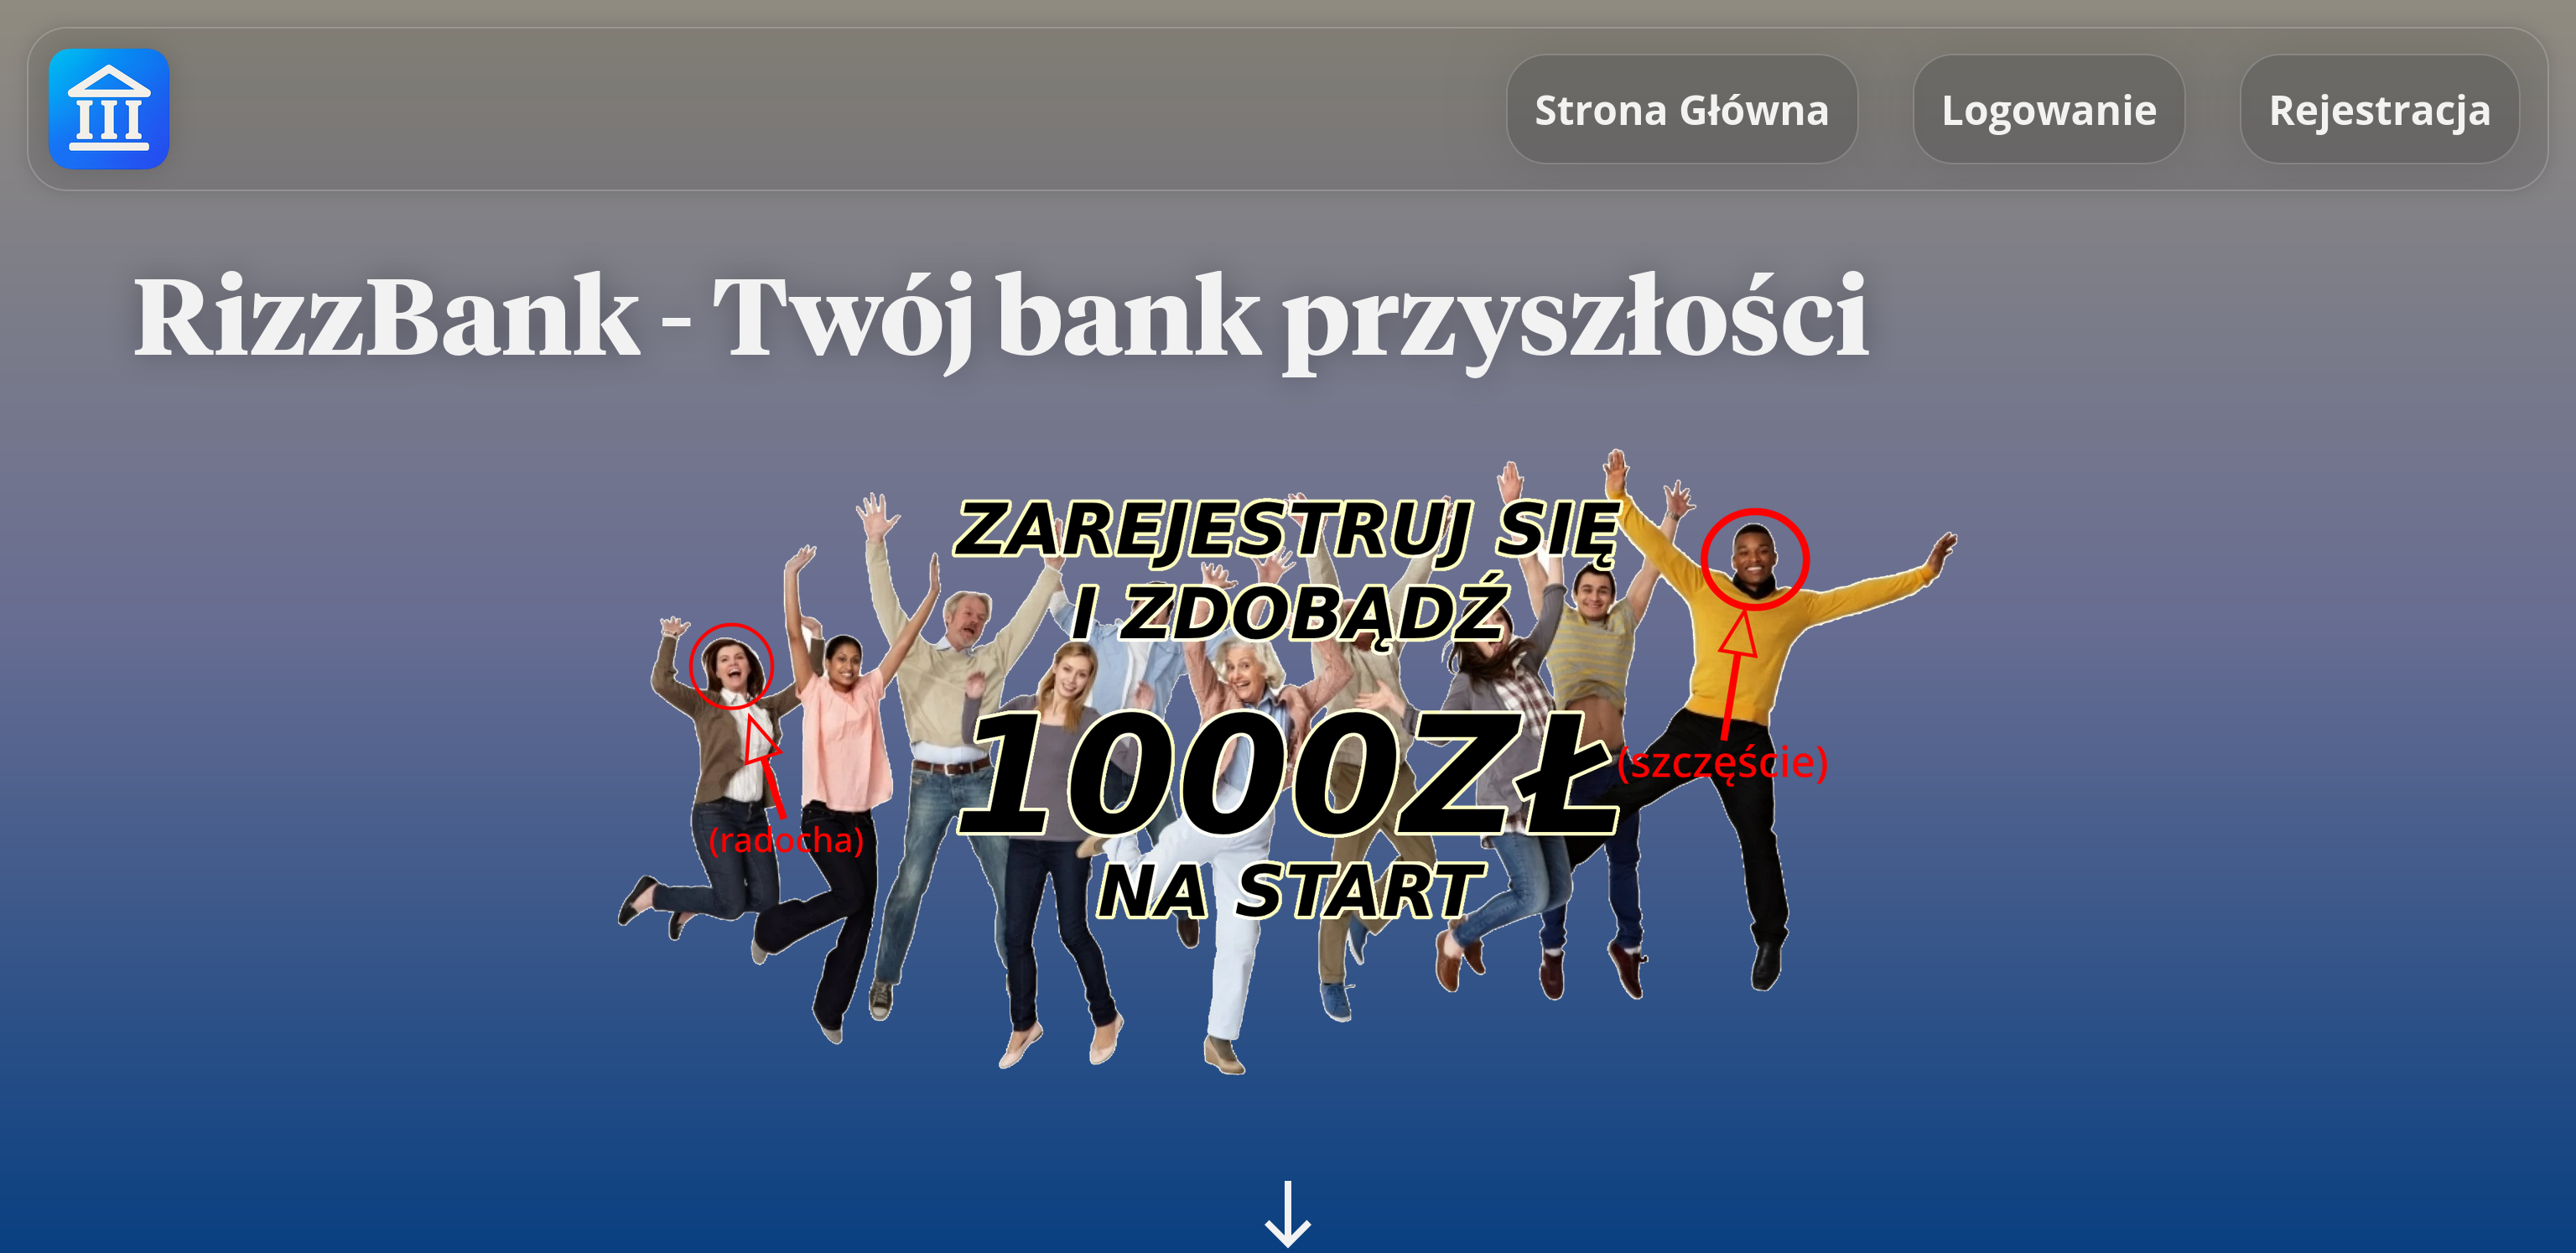 Strona Główna
Logowanie
Rejestracja
RizzBank - Twój bank przyszłości
ZAREJESTRUJ SIĘ
I ZDOBĄDŹ
1000ZŁ
(szczęście)
(radocha)
NA START